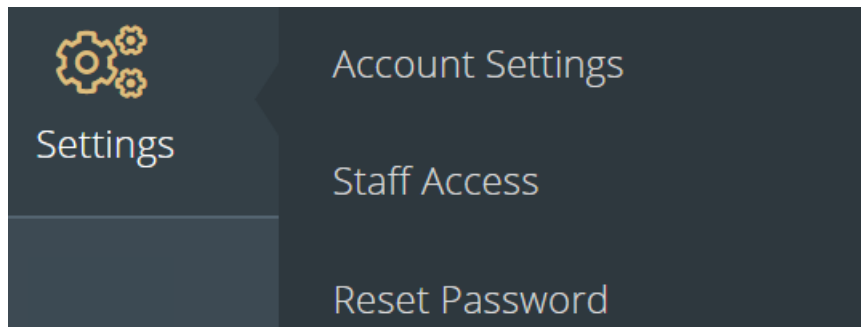 Settings
Account Settings
Staff Access
Reset Password